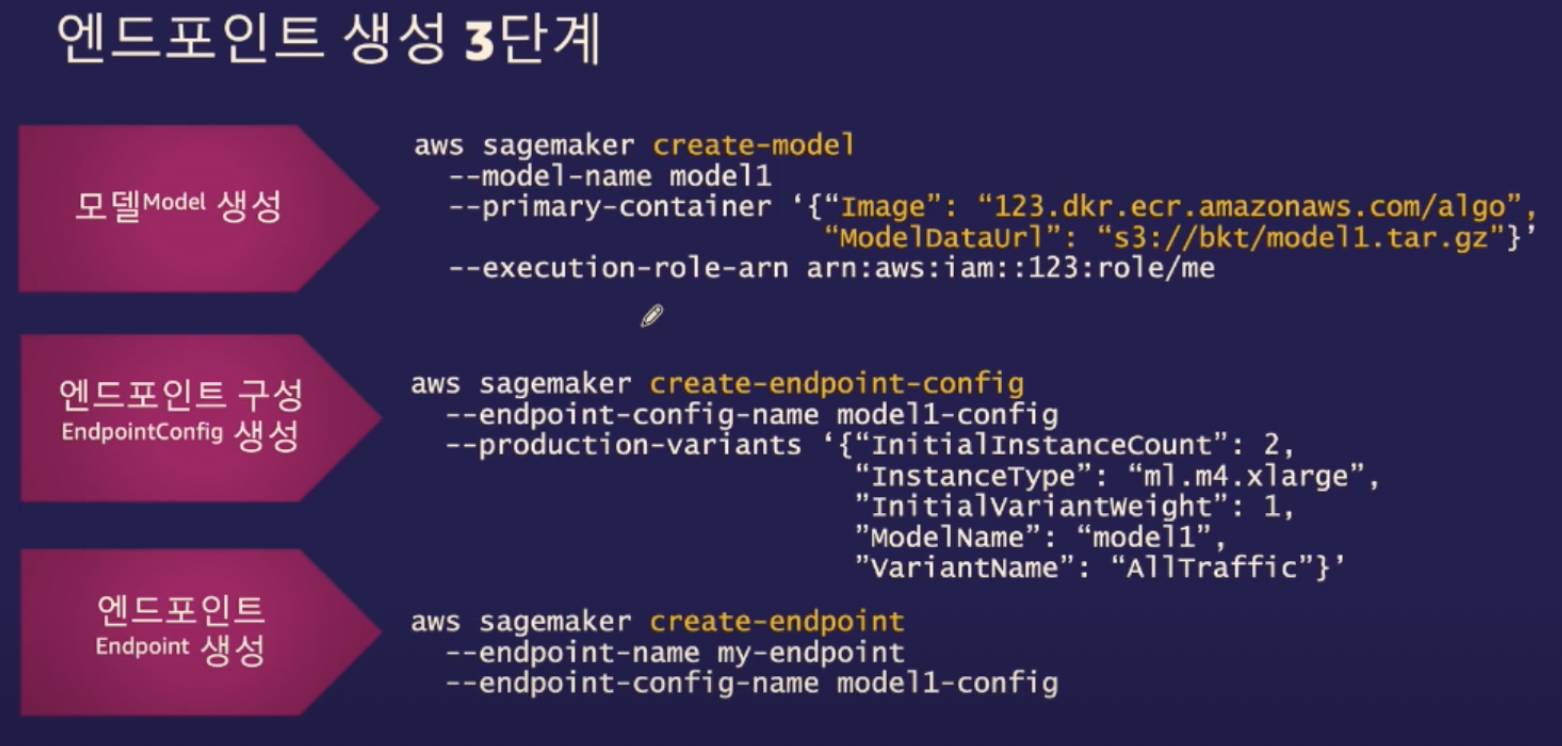 엔드포인트 생성 3단계
모델Model 생성
aws sagemaker create-model
--model-name model1
--primary-container ‘{“Image”: “123.dkr.ecr.amazonaws.com/algo”,
“ModelDataUrl”: “s3://bkt/model1.tar.gz”}’
--execution-role-arn arn:aws:iam::123:role/me
엔드포인트 구성
EndpointConfig 생성
aws sagemaker create-endpoint-config
--endpoint-config-name model1-config
--production-variants ‘{“InitialInstanceCount”: 2,
“InstanceType”: “ml.m4.xlarge”,
”InitialVariantWeight”: 1,
”ModelName”: “model1”,
”VariantName”: “AllTraffic”}’
엔드포인트
Endpoint 생성
aws sagemaker create-endpoint
--endpoint-name my-endpoint
--endpoint-config-name model1-config